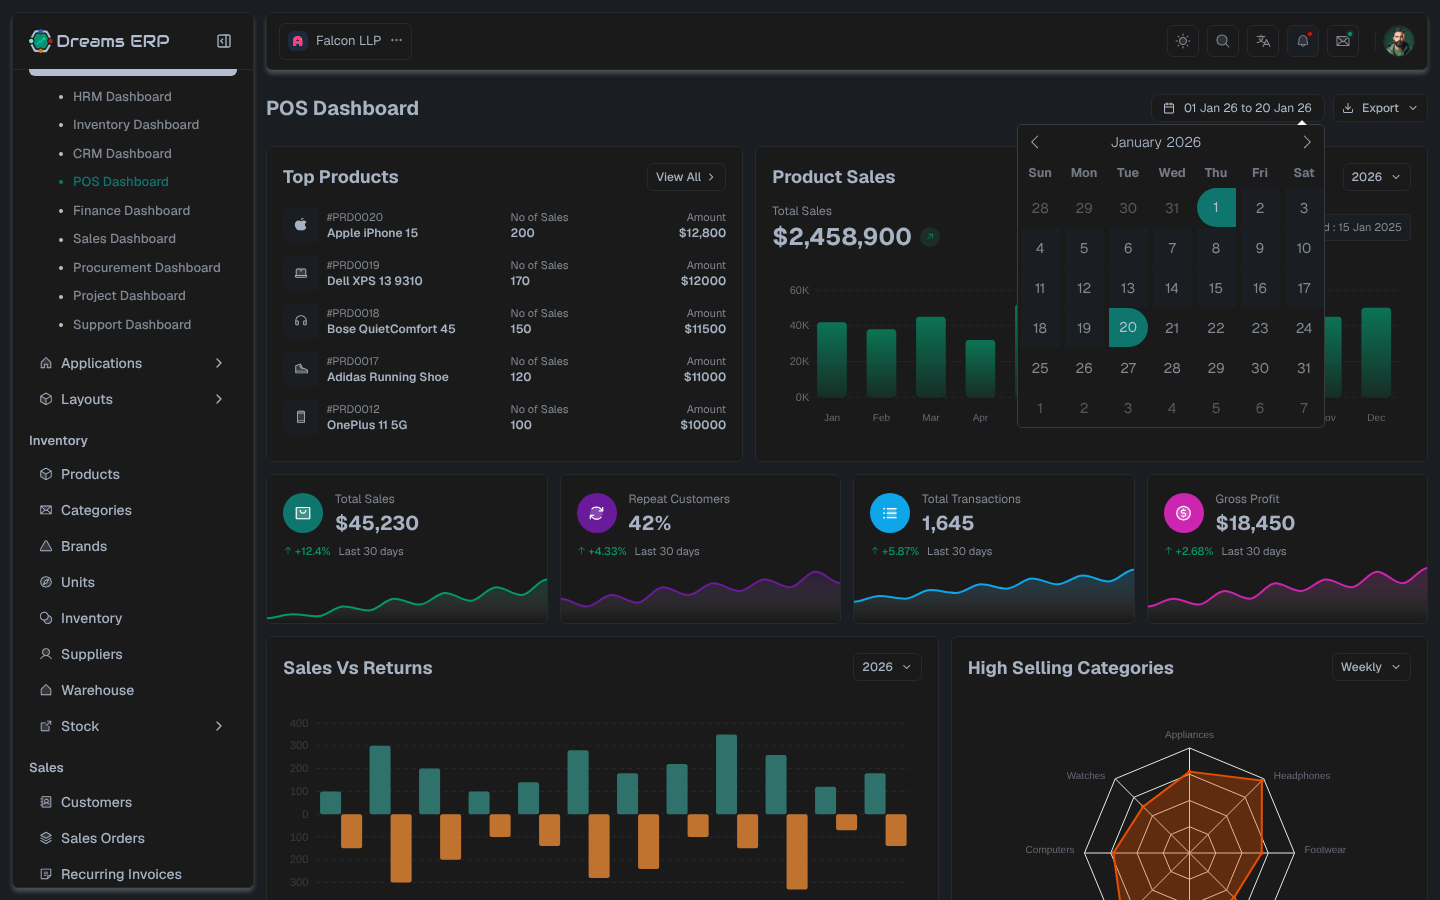 Dreams ERP
HRM Dashboard
Inventory Dashboard
CRM Dashboard
POS Dashboard
Finance Dashboard
Sales Dashboard
Procurement Dashboard
Project Dashboard
Support Dashboard
Applications
Layouts
Inventory
Products
Categories
Brands
Units
Inventory
Suppliers
Warehouse
Stock
Sales
Customers
Sales Orders
Recurring Invoices
Falcon LLP ···
POS Dashboard
01 Jan 26 to 20 Jan 26
Export
Top Products
View All
#PRD0020 No of Sales Amount
Apple iPhone 15 200 $12,800
#PRD0019 No of Sales Amount
Dell XPS 13 9310 170 $12000
#PRD0018 No of Sales Amount
Bose QuietComfort 45 150 $11500
#PRD0017 No of Sales Amount
Adidas Running Shoe 120 $11000
#PRD0012 No of Sales Amount
OnePlus 11 5G 100 $10000
Product Sales
2026
Total Sales
$2,458,900
d : 15 Jan 2025
60K
40K
20K
0K
Jan Feb Mar Apr ov Dec
January 2026
Sun Mon Tue Wed Thu Fri Sat
28 29 30 31 1 2 3
4 5 6 7 8 9 10
11 12 13 14 15 16 17
18 19 20 21 22 23 24
25 26 27 28 29 30 31
1 2 3 4 5 6 7
Total Sales
$45,230
+12.4% Last 30 days
Repeat Customers
42%
+4.33% Last 30 days
Total Transactions
1,645
+5.87% Last 30 days
Gross Profit
$18,450
+2.68% Last 30 days
Sales Vs Returns
2026
400
300
200
100
0
100
200
300
High Selling Categories
Weekly
Appliances
Watches
Headphones
Computers
Footwear